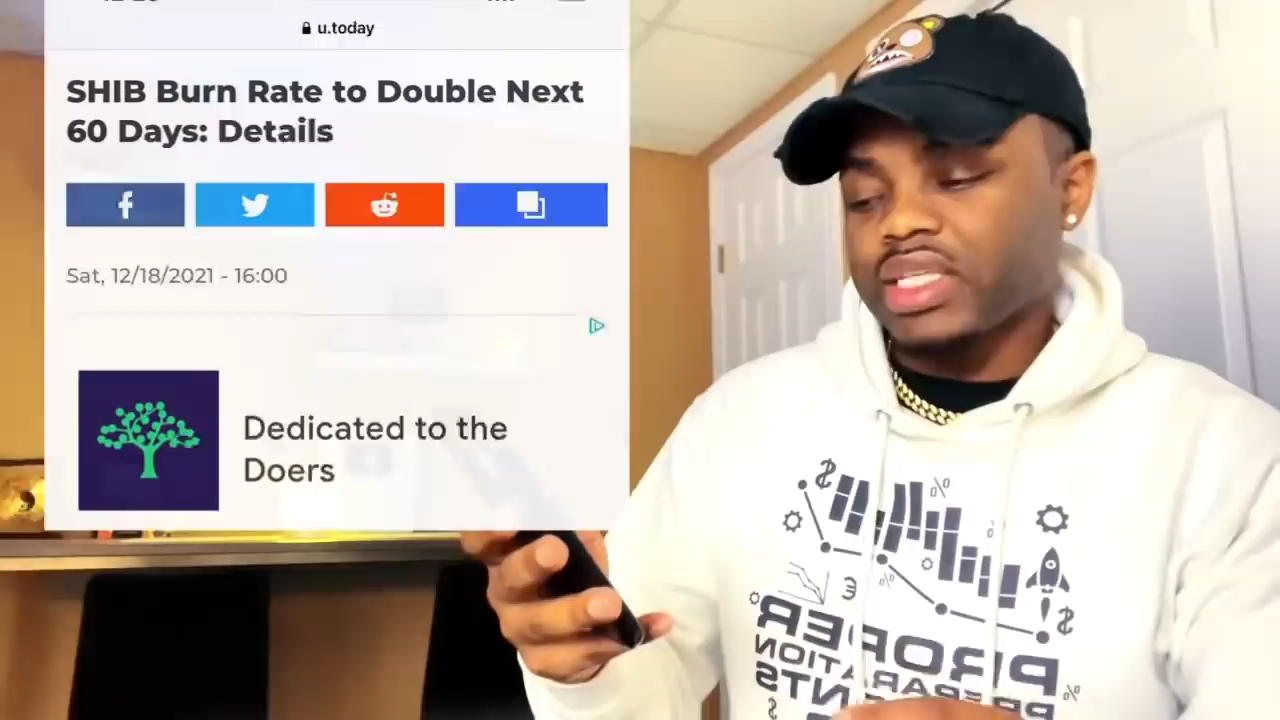 u.today
SHIB Burn Rate to Double Next
60 Days: Details
Sat, 12/18/2021 - 16:00
Dedicated to the
Doers
PROPER